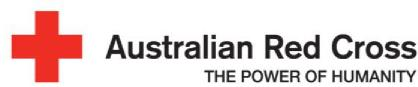 Australian Red Cross
THE POWER OF HUMANITY